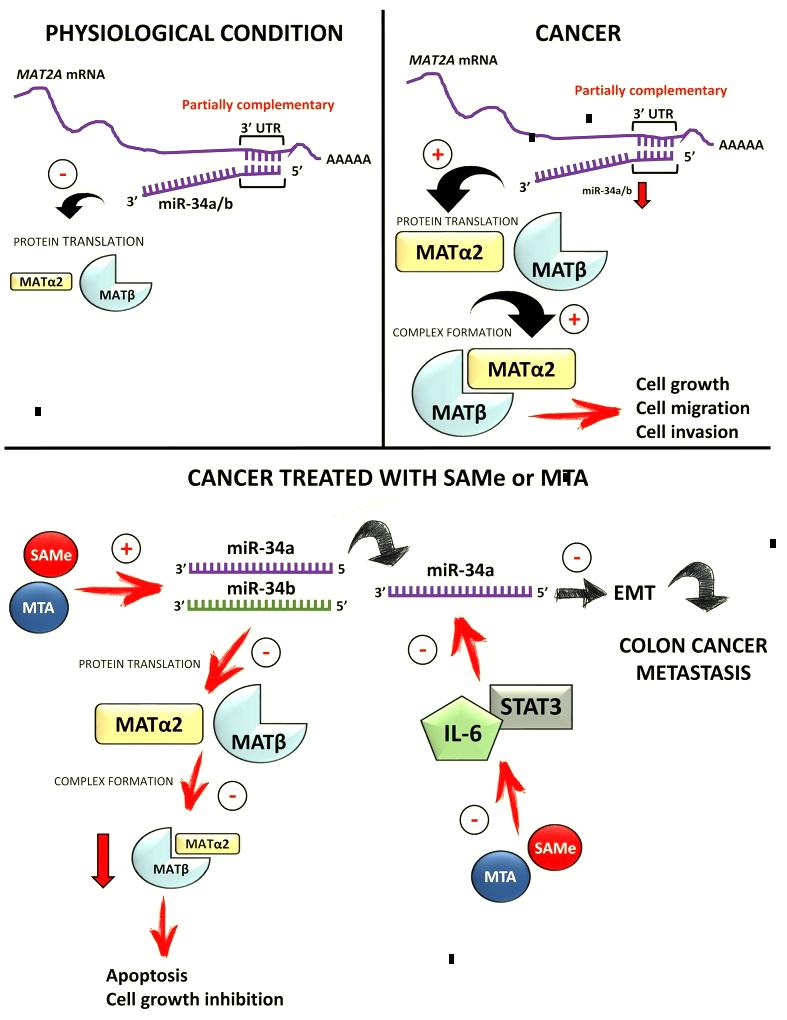 PHYSIOLOGICAL CONDITION
MAT2A mRNA
Partially complementary
3' UTR
AAAAA
-
5'
3'
miR-34a/b
PROTEIN TRANSLATION
MATα2
MATβ
CANCER
MAT2A mRNA
Partially complementary
3' UTR
AAAAA
+
5'
3'
miR-34a/b
PROTEIN TRANSLATION
MATα2
MATβ
+
COMPLEX FORMATION
MATα2
MATβ
Cell growth
Cell migration
Cell invasion
CANCER TREATED WITH SAMe or MTA
SAMe
MTA
+
miR-34a
3' 5
miR-34b
3' 5'
miR-34a
3' 5'
-
EMT
COLON CANCER
METASTASIS
PROTEIN TRANSLATION
-
MATα2
MATβ
COMPLEX FORMATION
-
MATα2
MATβ
Apoptosis
Cell growth inhibition
-
STAT3
IL-6
-
SAMe
MTA